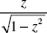 z
√1 − z²